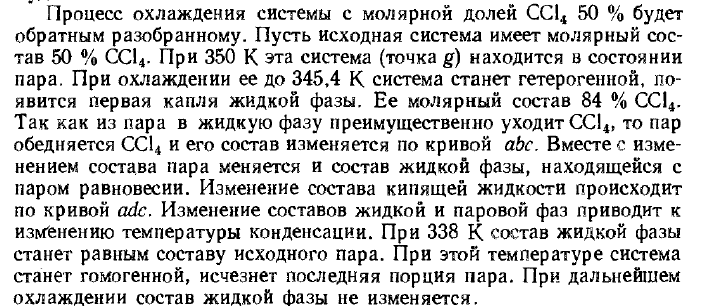 Процесс охлаждения системы с молярной долей CCl₄ 50 % будет
обратным разобранному. Пусть исходная система имеет молярный сос-
тав 50 % CCl₄. При 350 К эта система (точка g) находится в состоянии
пара. При охлаждении ее до 345,4 К система станет гетерогенной, по-
явится первая капля жидкой фазы. Ее молярный состав 84 % CCl₄.
Так как из пара в жидкую фазу преимущественно уходит CCl₄, то пар
обедняется CCl₄ и его состав изменяется по кривой abc. Вместе с изме-
нением состава пара меняется и состав жидкой фазы, находящейся с
паром равновесии. Изменение состава кипящей жидкости происходит
по кривой adc. Изменение составов жидкой и паровой фаз приводит к
изменению температуры конденсации. При 338 К состав жидкой фазы
станет равным составу исходного пара. При этой температуре система
станет гомогенной, исчезнет последняя порция пара. При дальнейшем
охлаждении состав жидкой фазы не изменяется.